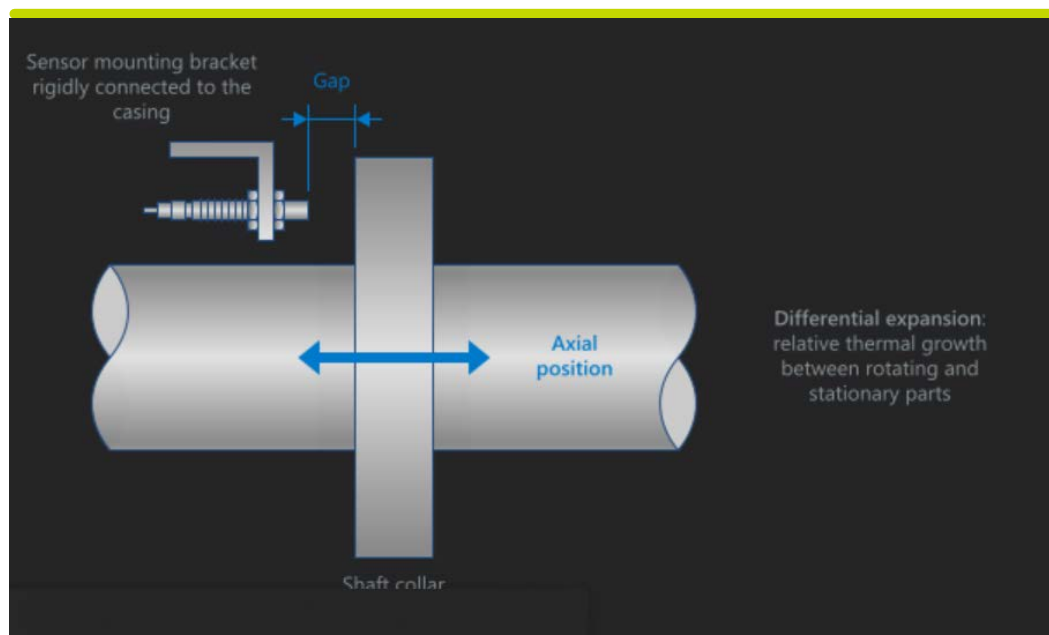 Sensor mounting bracket
rigidly connected to the
casing
Gap
Axial
position
Differential expansion:
relative thermal growth
between rotating and
stationary parts
Shaft collar